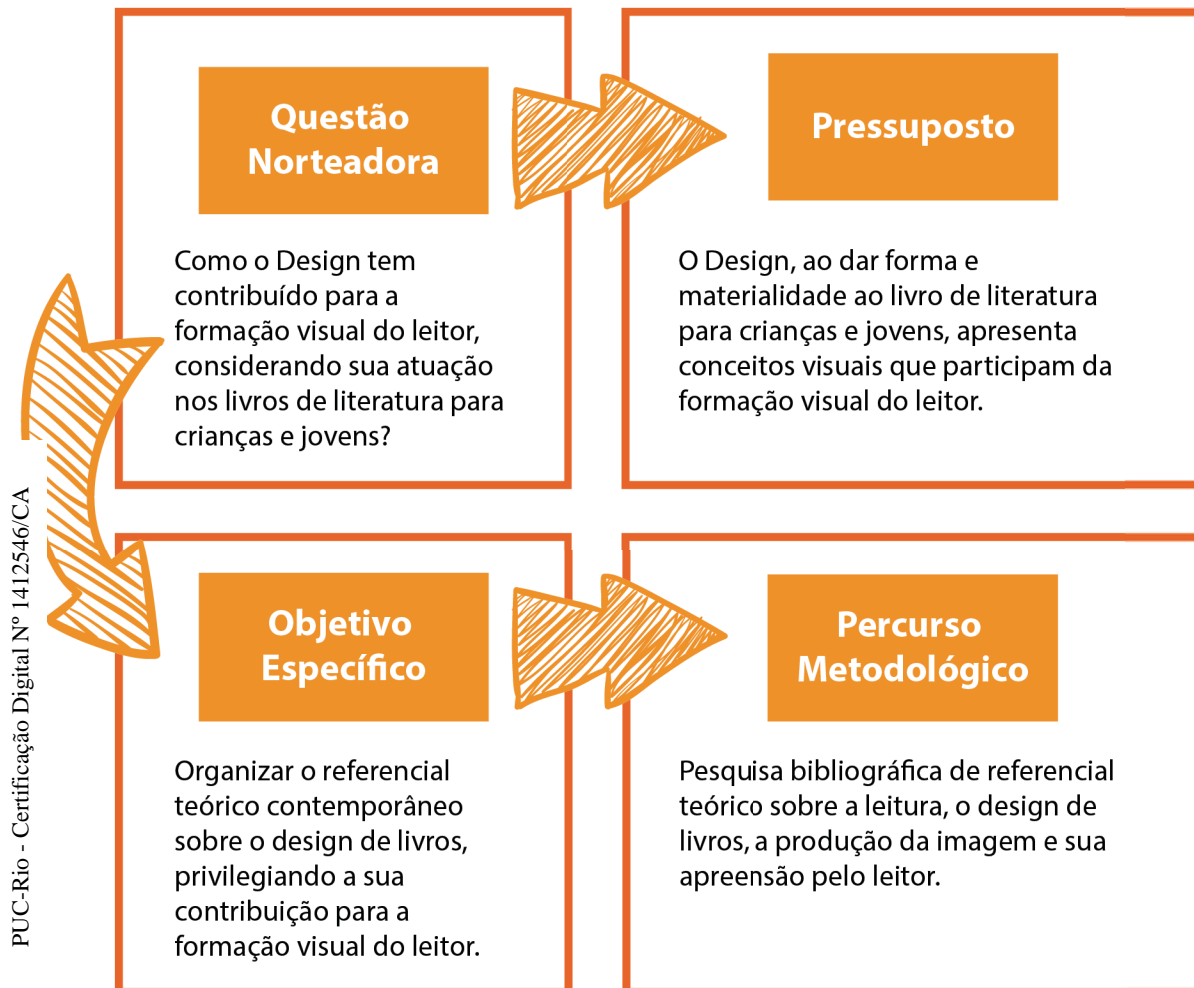 Questão
Norteadora
Como o Design tem
contribuído para a
formação visual do leitor,
considerando sua atuação
nos livros de literatura para
crianças e jovens?
Pressuposto
O Design, ao dar forma e
materialidade ao livro de literatura
para crianças e jovens, apresenta
conceitos visuais que participam da
formação visual do leitor.
Objetivo
Específico
Organizar o referencial
teórico contemporâneo
sobre o design de livros,
privilegiando a sua
contribuição para a
formação visual do leitor.
Percurso
Metodológico
Pesquisa bibliográfica de referencial
teórico sobre a leitura, o design de
livros, a produção da imagem e sua
apreensão pelo leitor.
PUC-Rio - Certificação Digital Nº 1412546/CA